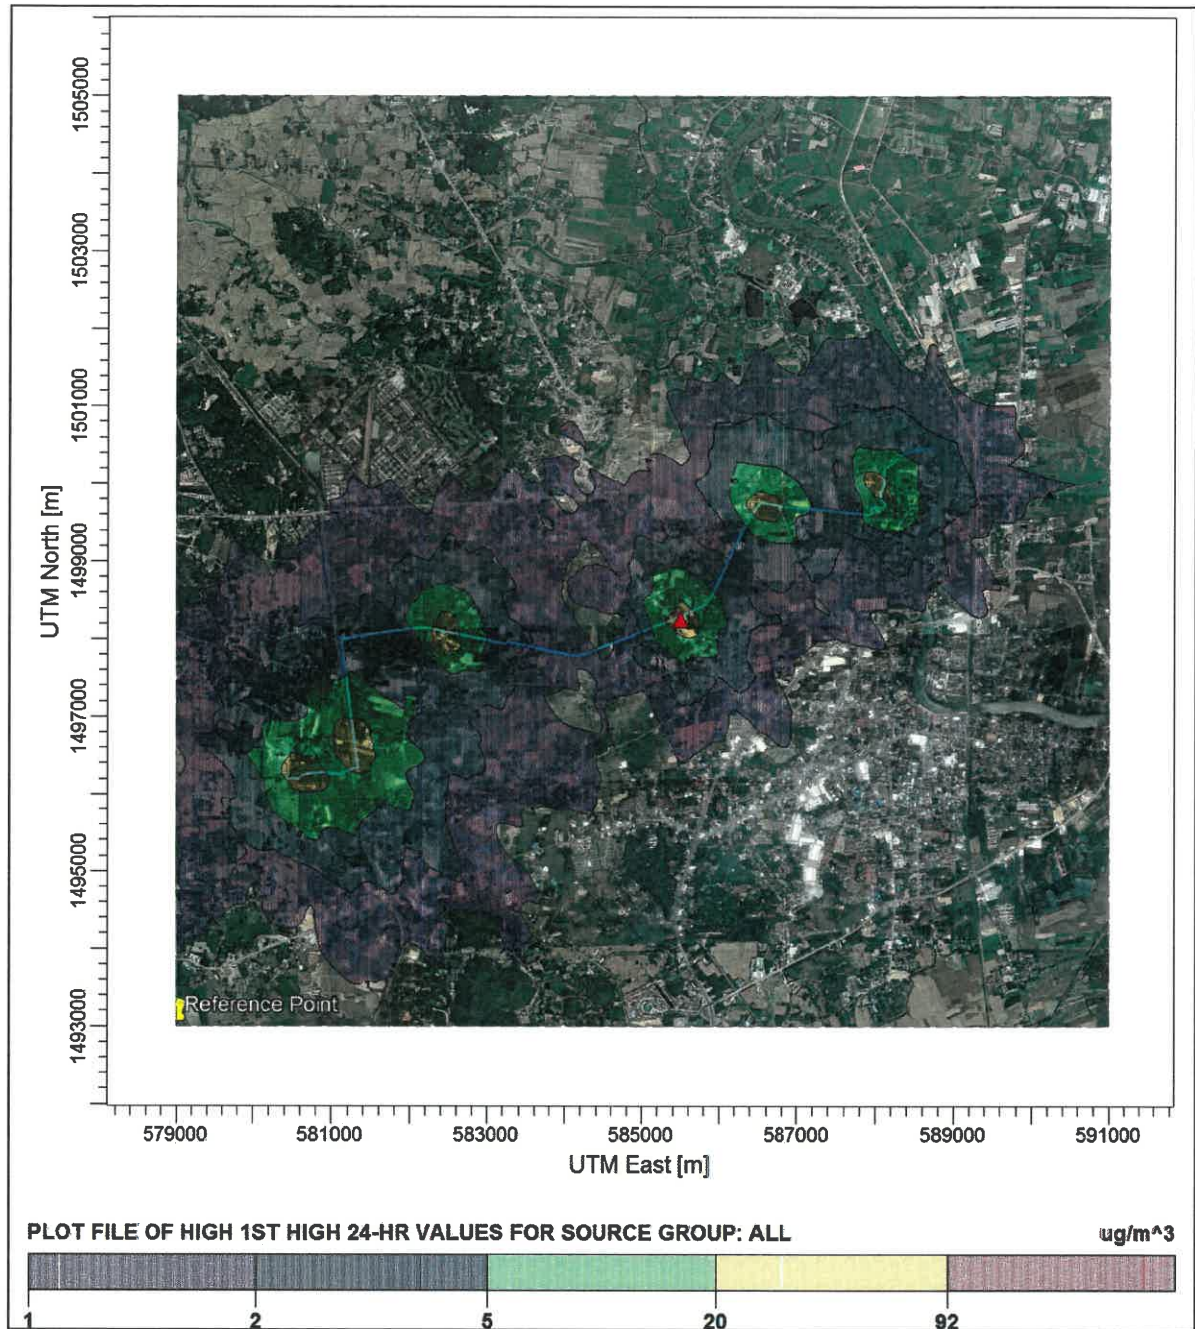 1505000
1503000
1501000
UTM North [m]
1499000
1497000
1495000
1493000
Reference Point
579000 581000 583000 585000 587000 589000 591000
UTM East [m]
PLOT FILE OF HIGH 1ST HIGH 24-HR VALUES FOR SOURCE GROUP: ALL ug/m^3
1 2 5 20 92